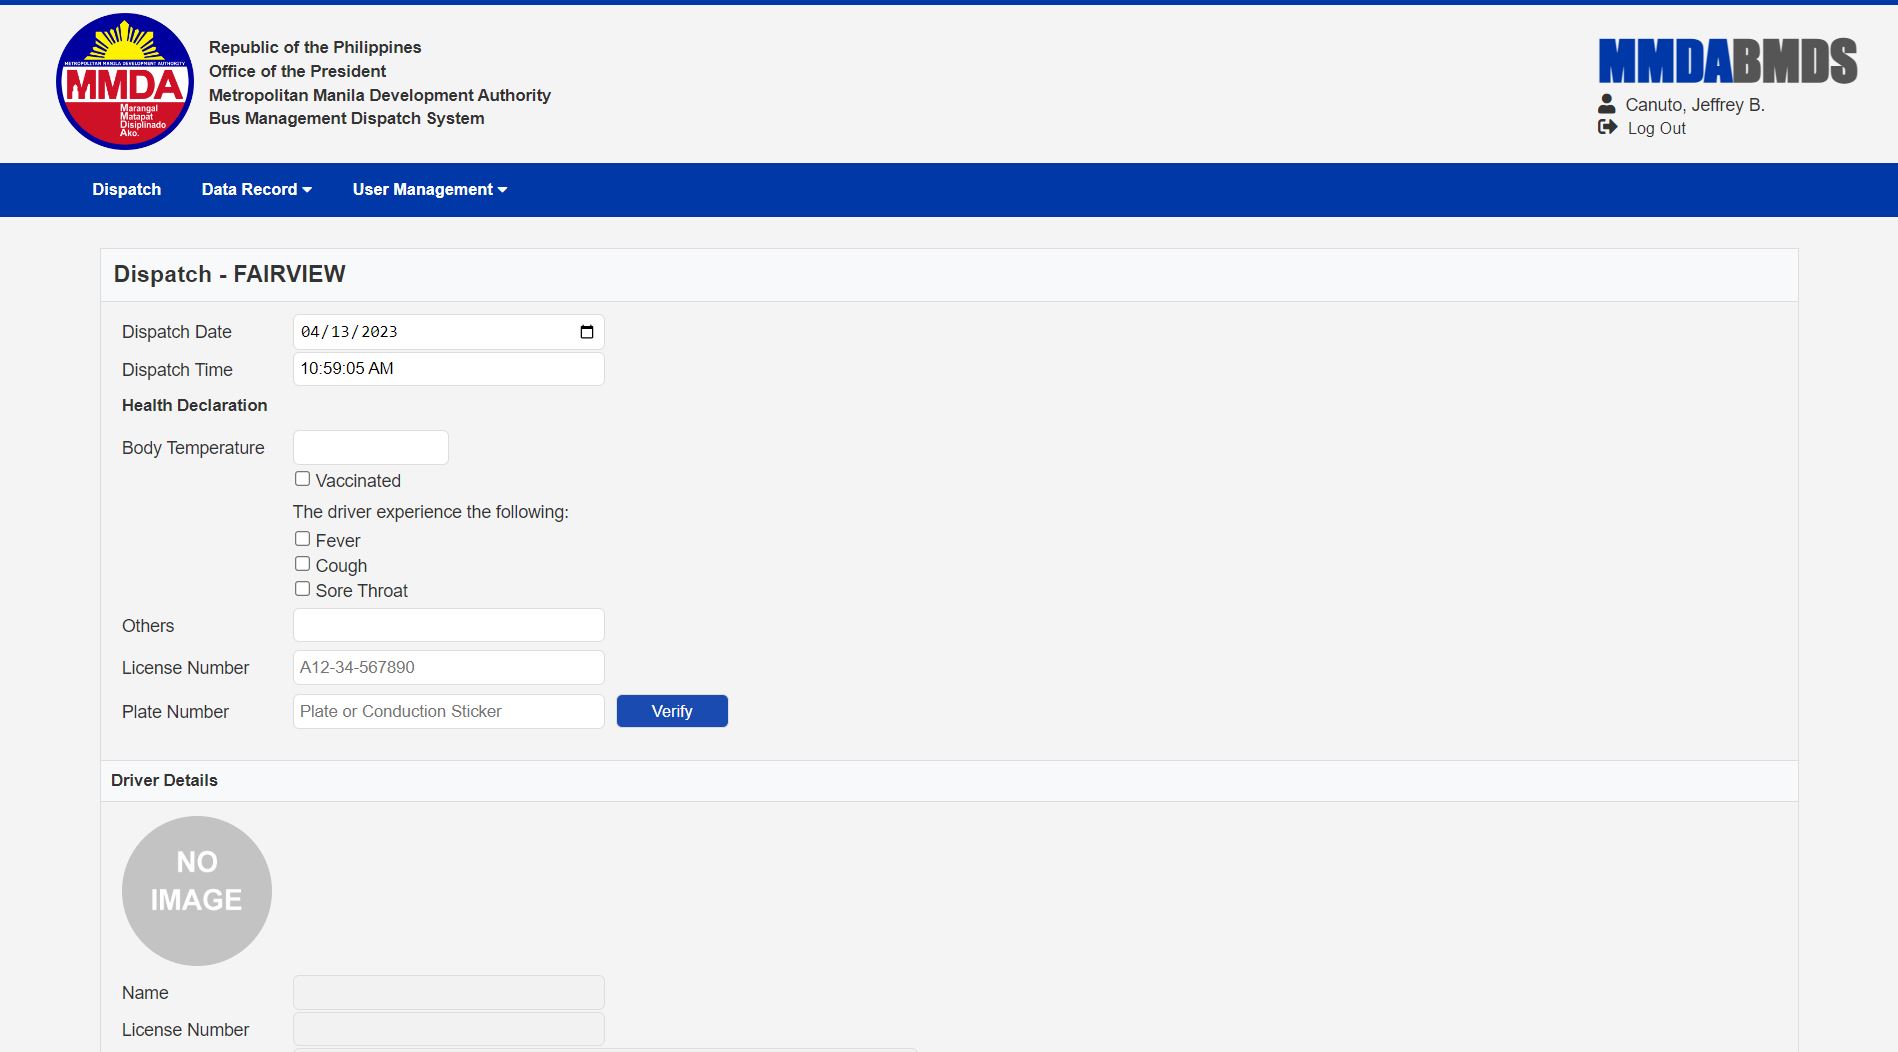 METROPOLITAN MANILA DEVELOPMENT AUTHORITY
MMDA
Marangal
Matapat
Disiplinado
Ako.
Republic of the Philippines
Office of the President
Metropolitan Manila Development Authority
Bus Management Dispatch System
MMDABMDS
Canuto, Jeffrey B.
Log Out
Dispatch Data Record User Management
Dispatch - FAIRVIEW
Dispatch Date 04/13/2023
Dispatch Time 10:59:05 AM
Health Declaration
Body Temperature
Vaccinated
The driver experience the following:
Fever
Cough
Sore Throat
Others
License Number A12-34-567890
Plate Number Plate or Conduction Sticker Verify
Driver Details
NO
IMAGE
Name
License Number